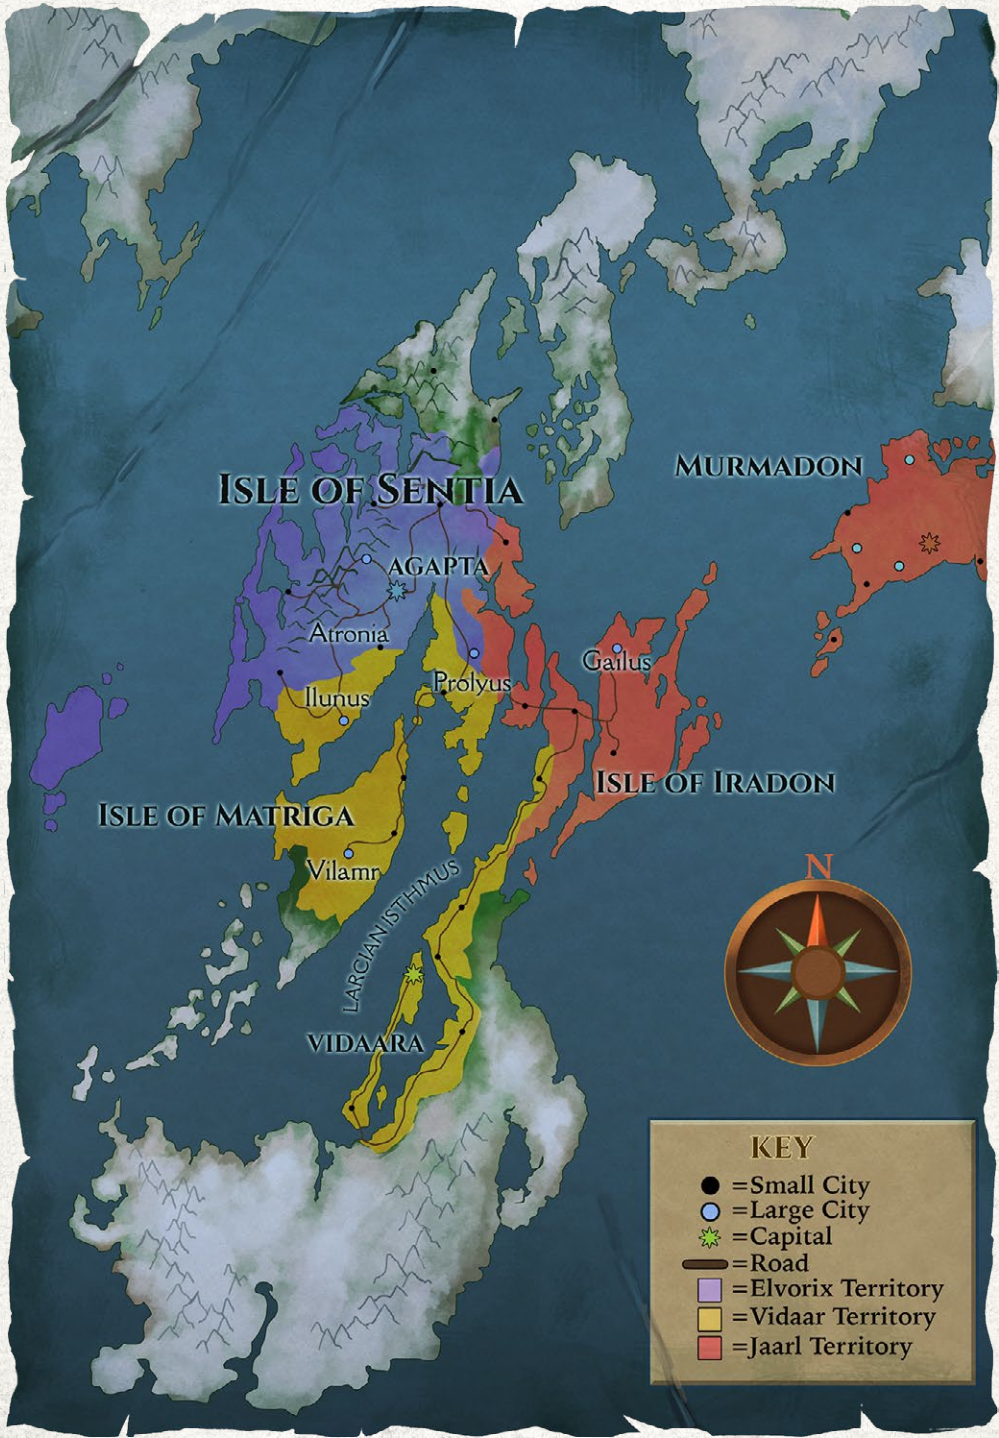 MURMADON
ISLE OF SENTIA
AGAPTA
Atronia
Gailus
Prolyus
Ilunus
ISLE OF IRADON
ISLE OF MATRIGA
Vilamr
LARCIAN ISTHMUS
N
VIDAARA
KEY
=Small City
=Large City
=Capital
=Road
=Elvorix Territory
=Vidaar Territory
=Jaarl Territory